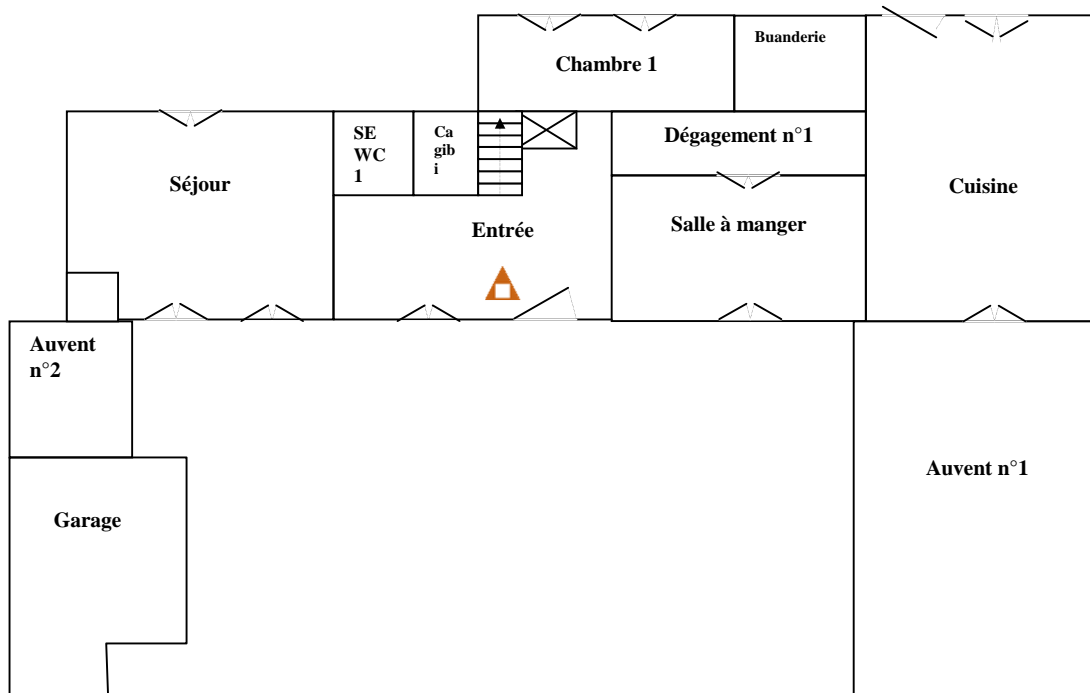 Buanderie
Chambre 1
SE
WC
1
Ca
gib
i
Dégagement n°1
Séjour
Cuisine
Entrée
Salle à manger
Auvent
n°2
Auvent n°1
Garage